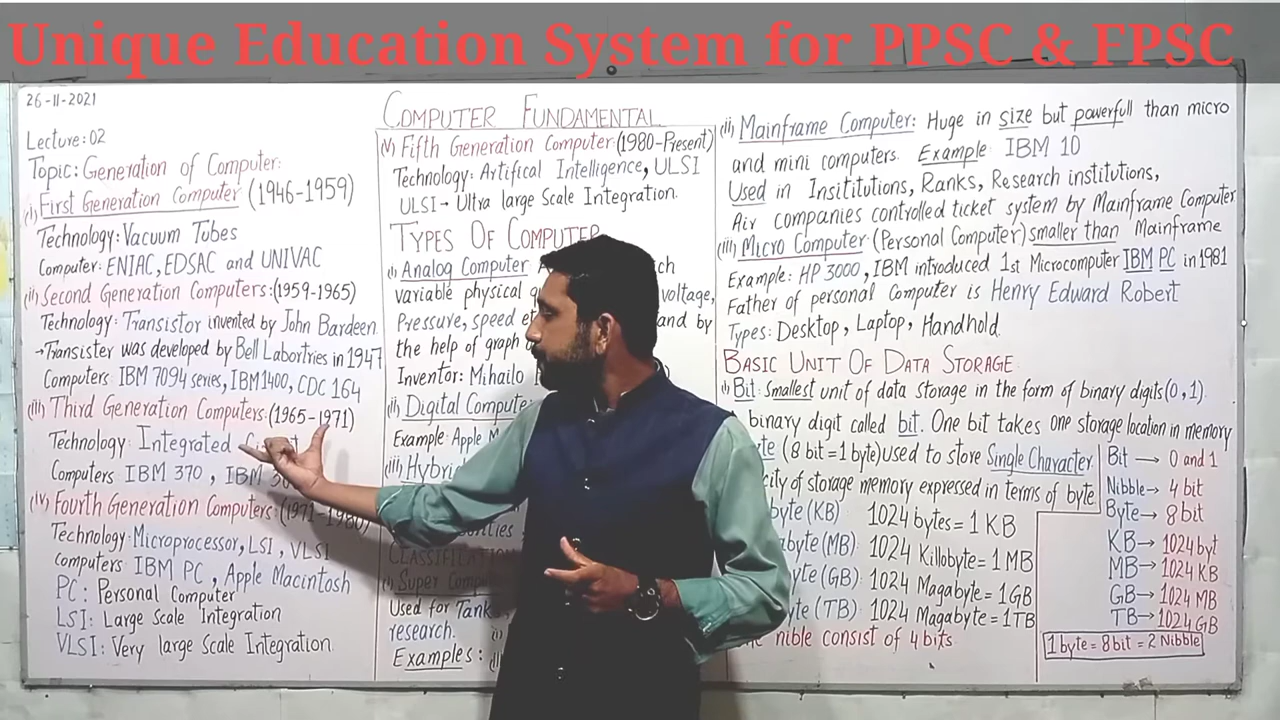 Unique Education System for PPSC & FPSC
26-11-2021
Lecture: 02
Topic: Generation of Computer:
(i) First Generation Computer (1946-1959)
Technology: Vacuum Tubes
Computer: ENIAC, EDSAC and UNIVAC
(ii) Second Generation Computers: (1959-1965)
Technology: Transistor invented by John Bardeen
→Transister was developed by Bell Labortries in 1947
Computers: IBM 7094 series, IBM 1400, CDC 164
(iii) Third Generation Computers: (1965-1971)
Technology: Integrated
Computers: IBM 370, IBM
(iv) Fourth Generation Computers: (1971-1980)
Technology: Microprocessor, LSI, VLSI
Computers IBM PC, Apple Macintosh
PC: Personal Computer
LSI: Large Scale Integration
VLSI: Very large Scale Integration.
COMPUTER FUNDAMENTAL
(v) Fifth Generation Computer: (1980-Present)
Technology: Artifical Intelligence, ULSI
ULSI → Ultra large Scale Integration.
TYPES OF COMPUTER
(i) Analog Computer
variable physical voltage,
Pressure, speed and by
the help of graph
Inventor: Mihailo
(ii) Digital
Example: Apple
(iii)
(i) Super
Used for
research.
Examples:
(ii) Mainframe Computer: Huge in size but powerfull than micro
and mini computers. Example: IBM 10
Used in Insititutions, Ranks, Research institutions,
Air companies controlled ticket system by Mainframe Computer
(iii) Micro Computer (Personal Computer) smaller than Mainframe
Example: HP 3000, IBM introduced 1st Microcomputer IBM PC in 1981
Father of personal Computer is Henry Edward Robert
Types: Desktop, Laptop, Handhold.
BASIC UNIT OF DATA STORAGE
(i) Bit: Smallest unit of data Storage in the form of binary digits (0,1).
binary digit called bit. One bit takes one storage location in memory
(8 bit = 1 byte) used to store Single Character.
of storage memory expressed in terms of byte
(KB) 1024 bytes = 1 KB
(MB) 1024 Killobyte = 1 MB
(GB) 1024 Magabyte = 1GB
(TB) 1024 Magabyte = 1TB
nible consist of 4 bits
Bit → 0 and 1
Nibble → 4 bit
Byte → 8 bit
KB → 1024 byt
MB → 1024 KB
GB → 1024 MB
TB → 1024 GB
1 byte = 8 bit = 2 Nibble